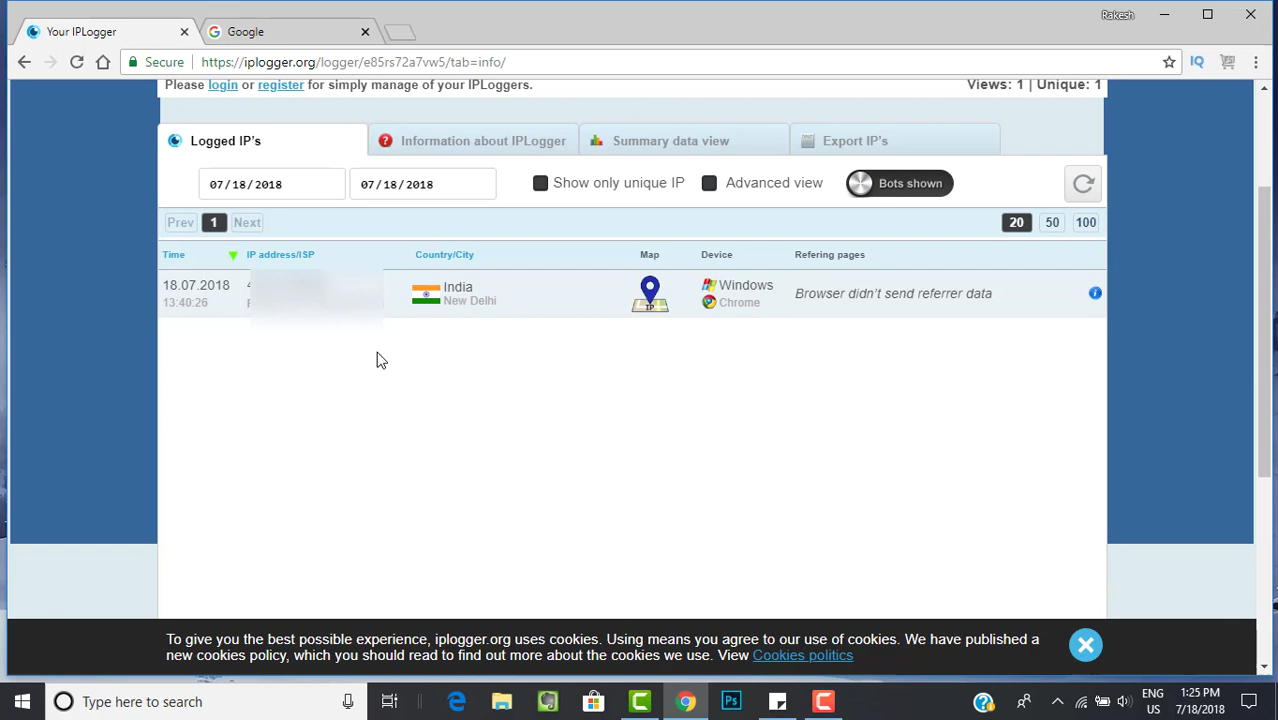 Rakesh
Your IPLogger
Google
Secure https://iplogger.org/logger/e85rs72a7vw5/tab=info/
IQ
Please login or register for simply manage of your IPLoggers. Views: 1 | Unique: 1
Logged IP's
Information about IPLogger
Summary data view
Export IP's
07/18/2018 07/18/2018 Show only unique IP Advanced view Bots shown
Prev 1 Next 20 50 100
Time IP address/ISP Country/City Map Device Refering pages
18.07.2018 India Windows
13:40:26 New Delhi IP Chrome
Browser didn't send referrer data
To give you the best possible experience, iplogger.org uses cookies. Using means you agree to our use of cookies. We have published a
new cookies policy, which you should read to find out more about the cookies we use. View Cookies politics
Type here to search
Ps
ENG
US
1:25 PM
7/18/2018